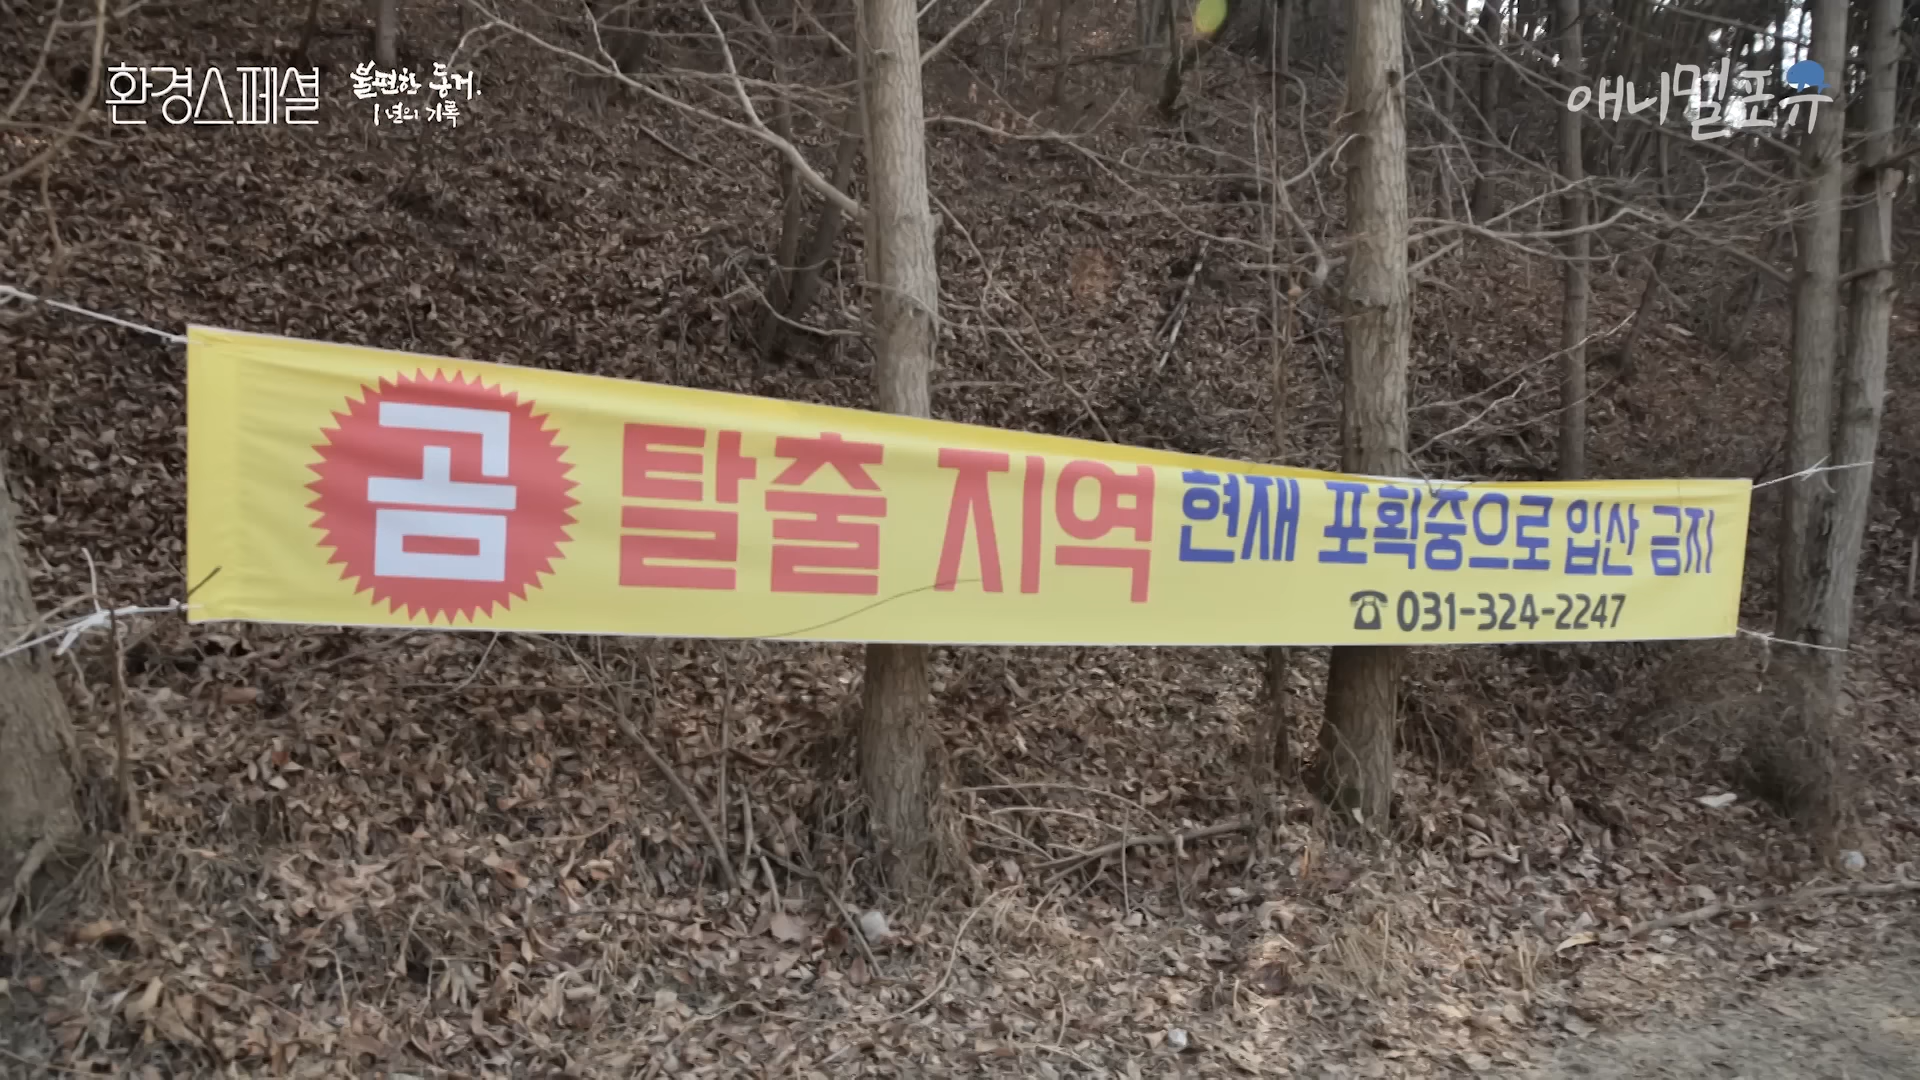 환경스페셜
불편한 동거.
1년의 기록
애니멀포유
곰 탈출 지역 현재 포획중으로 입산 금지
☎031-324-2247